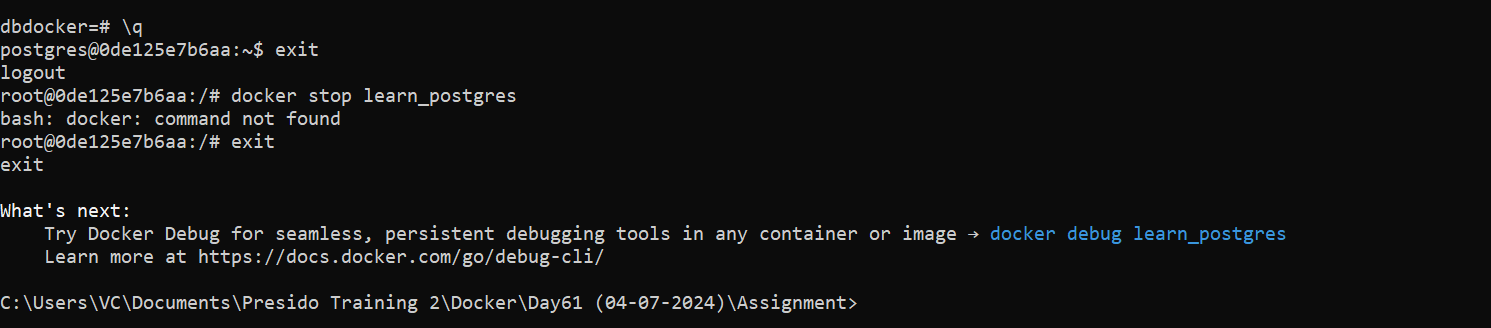 dbdocker=# \q
postgres@0de125e7b6aa:~$ exit
logout
root@0de125e7b6aa:/# docker stop learn_postgres
bash: docker: command not found
root@0de125e7b6aa:/# exit
exit
What's next:
Try Docker Debug for seamless, persistent debugging tools in any container or image → docker debug learn_postgres
Learn more at https://docs.docker.com/go/debug-cli/
C:\Users\VC\Documents\Presido Training 2\Docker\Day61 (04-07-2024)\Assignment>